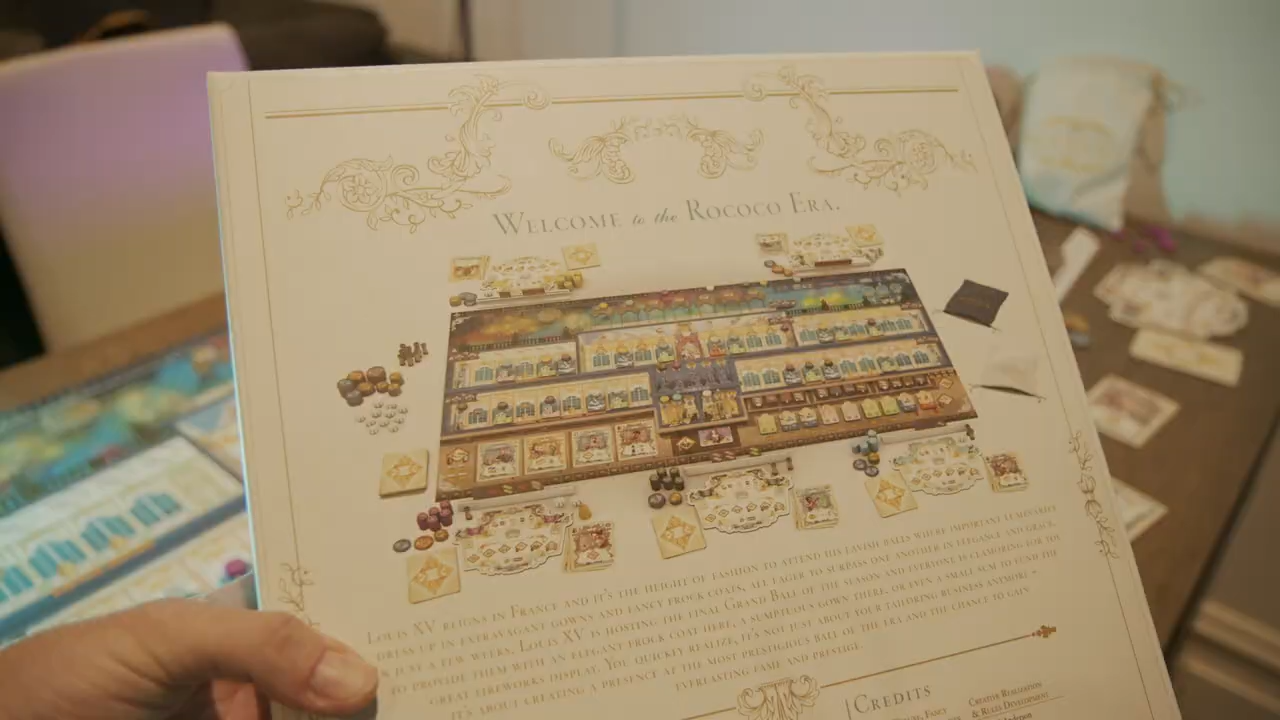 WELCOME to the ROCOCO ERA.
LOUIS XV REIGNS IN FRANCE AND IT'S THE HEIGHT OF FASHION TO ATTEND HIS LAVISH BALLS WHERE IMPORTANT LUMINARIES
DRESS UP IN EXTRAVAGANT GOWNS AND FANCY FROCK COATS, ALL EAGER TO SURPASS ONE ANOTHER IN ELEGANCE AND GRACE.
IN JUST A FEW WEEKS, LOUIS XV IS HOSTING THE FINAL GRAND BALL OF THE SEASON AND EVERYONE IS CLAMORING FOR YOU
TO PROVIDE THEM WITH AN ELEGANT FROCK COAT HERE, A SUMPTUOUS GOWN THERE, OR EVEN A SMALL SUM TO FUND THE
GREAT FIREWORKS DISPLAY. YOU QUICKLY REALIZE, IT'S NOT JUST ABOUT YOUR TAILORING BUSINESS ANYMORE –
IT'S ABOUT CREATING A PRESENCE AT THE MOST PRESTIGIOUS BALL OF THE ERA AND THE CHANCE TO GAIN
EVERLASTING FAME AND PRESTIGE.
CREDITS
CREATIVE REALIZATION
& RULES DEVELOPMENT